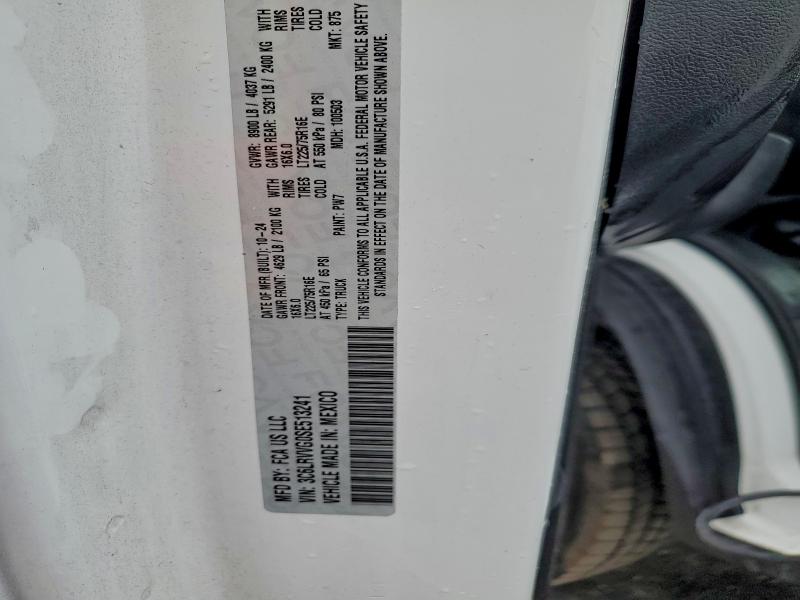 MFD BY: FCA US LLC
DATE OF MFR.(BUILT): 10-24
GVWR: 8900 LB / 4037 KG
GAWR FRONT: 4629 LB / 2100 KG WITH
GAWR REAR: 5291 LB / 2400 KG WITH
16X6.0 RIMS
16X6.0 RIMS
LT225/75R16E TIRES
LT225/75R16E TIRES
AT 450 kPa / 65 PSI COLD
AT 550 kPa / 80 PSI COLD
VIN: 3C6LRVVG0SE513241
TYPE: TRUCK
PAINT: PW7
MDH: 100503
MKT: 875
VEHICLE MADE IN: MEXICO
THIS VEHICLE CONFORMS TO ALL APPLICABLE U.S.A. FEDERAL MOTOR VEHICLE SAFETY
STANDARDS IN EFFECT ON THE DATE OF MANUFACTURE SHOWN ABOVE.